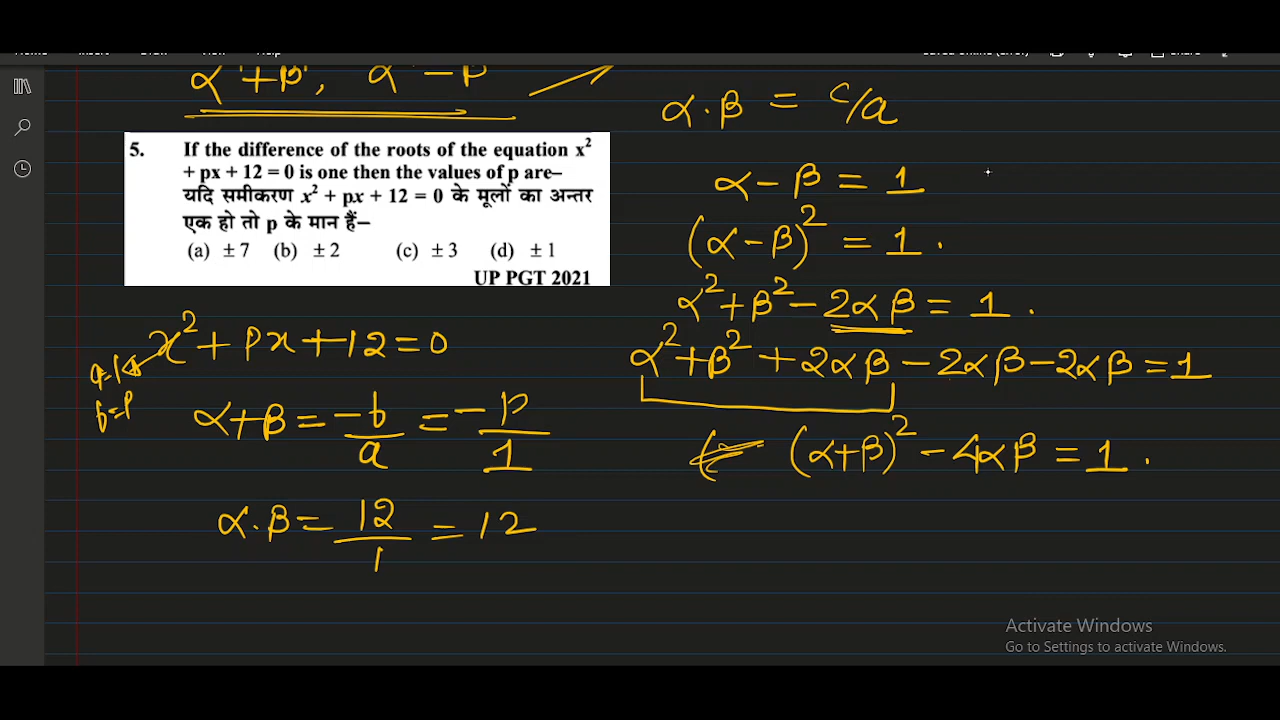 α · β = c/a
5. If the difference of the roots of the equation x²
+ px + 12 = 0 is one then the values of p are–
यदि समीकरण x² + px + 12 = 0 के मूलों का अन्तर
एक हो तो p के मान हैं–
(a) ± 7 (b) ± 2 (c) ± 3 (d) ± 1
UP PGT 2021
x² + px + 12 = 0
b=p
α+β = -b/a = -p/1
α · β = 12/1 = 12
α - β = 1
(α - β)² = 1 .
α² + β² - 2αβ = 1 .
α² + β² + 2αβ - 2αβ - 2αβ = 1
(α+β)² - 4αβ = 1 .
Activate Windows
Go to Settings to activate Windows.